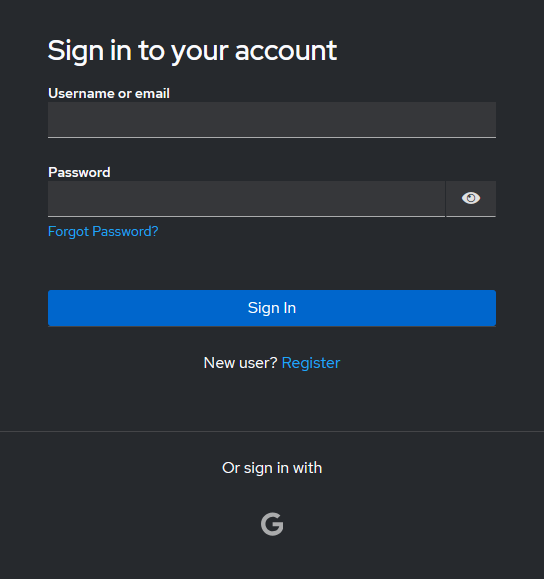 Sign in to your account
Username or email
Password
Forgot Password?
Sign In
New user? Register
Or sign in with
G